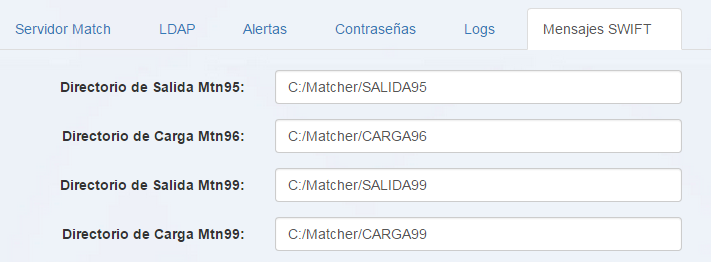 Servidor Match LDAP Alertas Contraseñas Logs Mensajes SWIFT
Directorio de Salida Mtn95: C:/Matcher/SALIDA95
Directorio de Carga Mtn96: C:/Matcher/CARGA96
Directorio de Salida Mtn99: C:/Matcher/SALIDA99
Directorio de Carga Mtn99: C:/Matcher/CARGA99